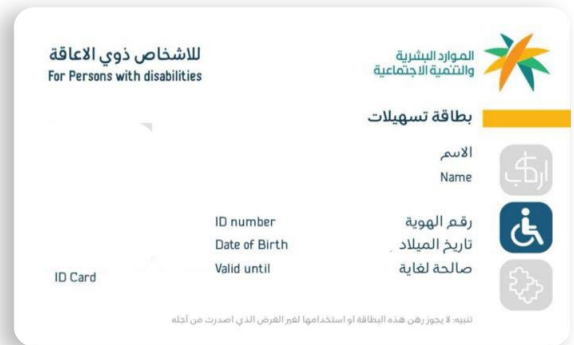 الموارد البشرية
والتنمية الاجتماعية
للاشخاص ذوي الاعاقة
For Persons with disabilities
بطاقة تسهيلات
الاسم
Name
رقم الهوية
ID number
تاريخ الميلاد
Date of Birth
صالحة لغاية
Valid until
ID Card
تنبيه: لا يجوز رهن هذه البطاقة او استخدامها لغير الغرض الذي اصدرت من أجله